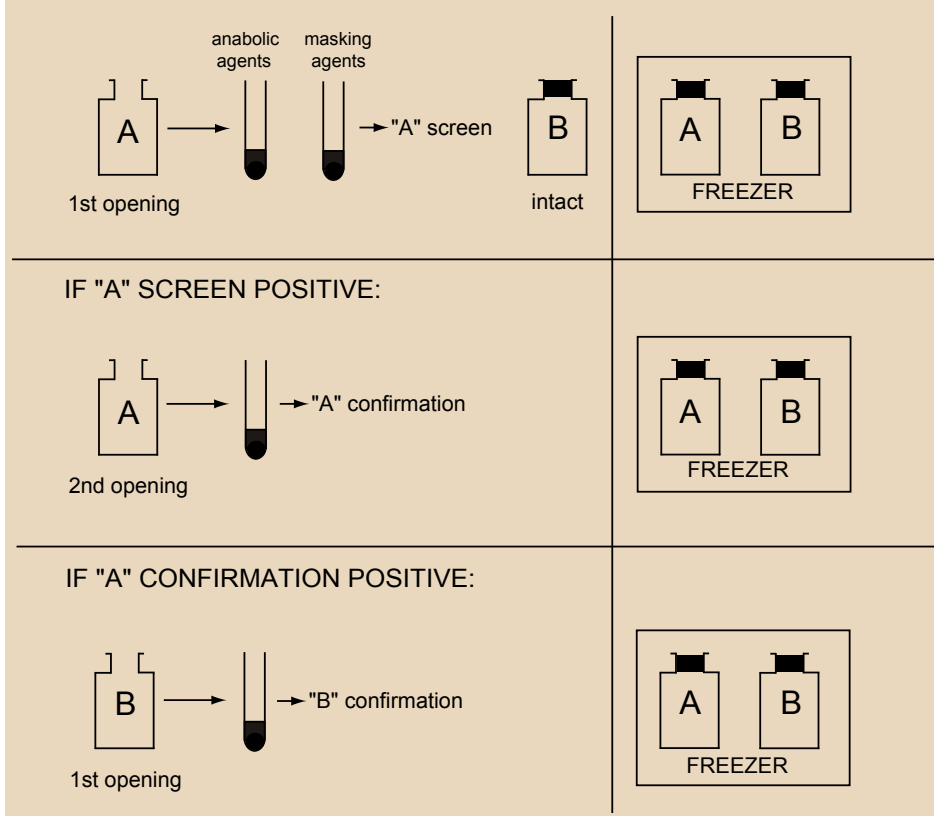 anabolic agents
masking agents
A
"A" screen
B
1st opening
intact
A
B
FREEZER
IF "A" SCREEN POSITIVE:
A
"A" confirmation
2nd opening
A
B
FREEZER
IF "A" CONFIRMATION POSITIVE:
B
"B" confirmation
1st opening
A
B
FREEZER